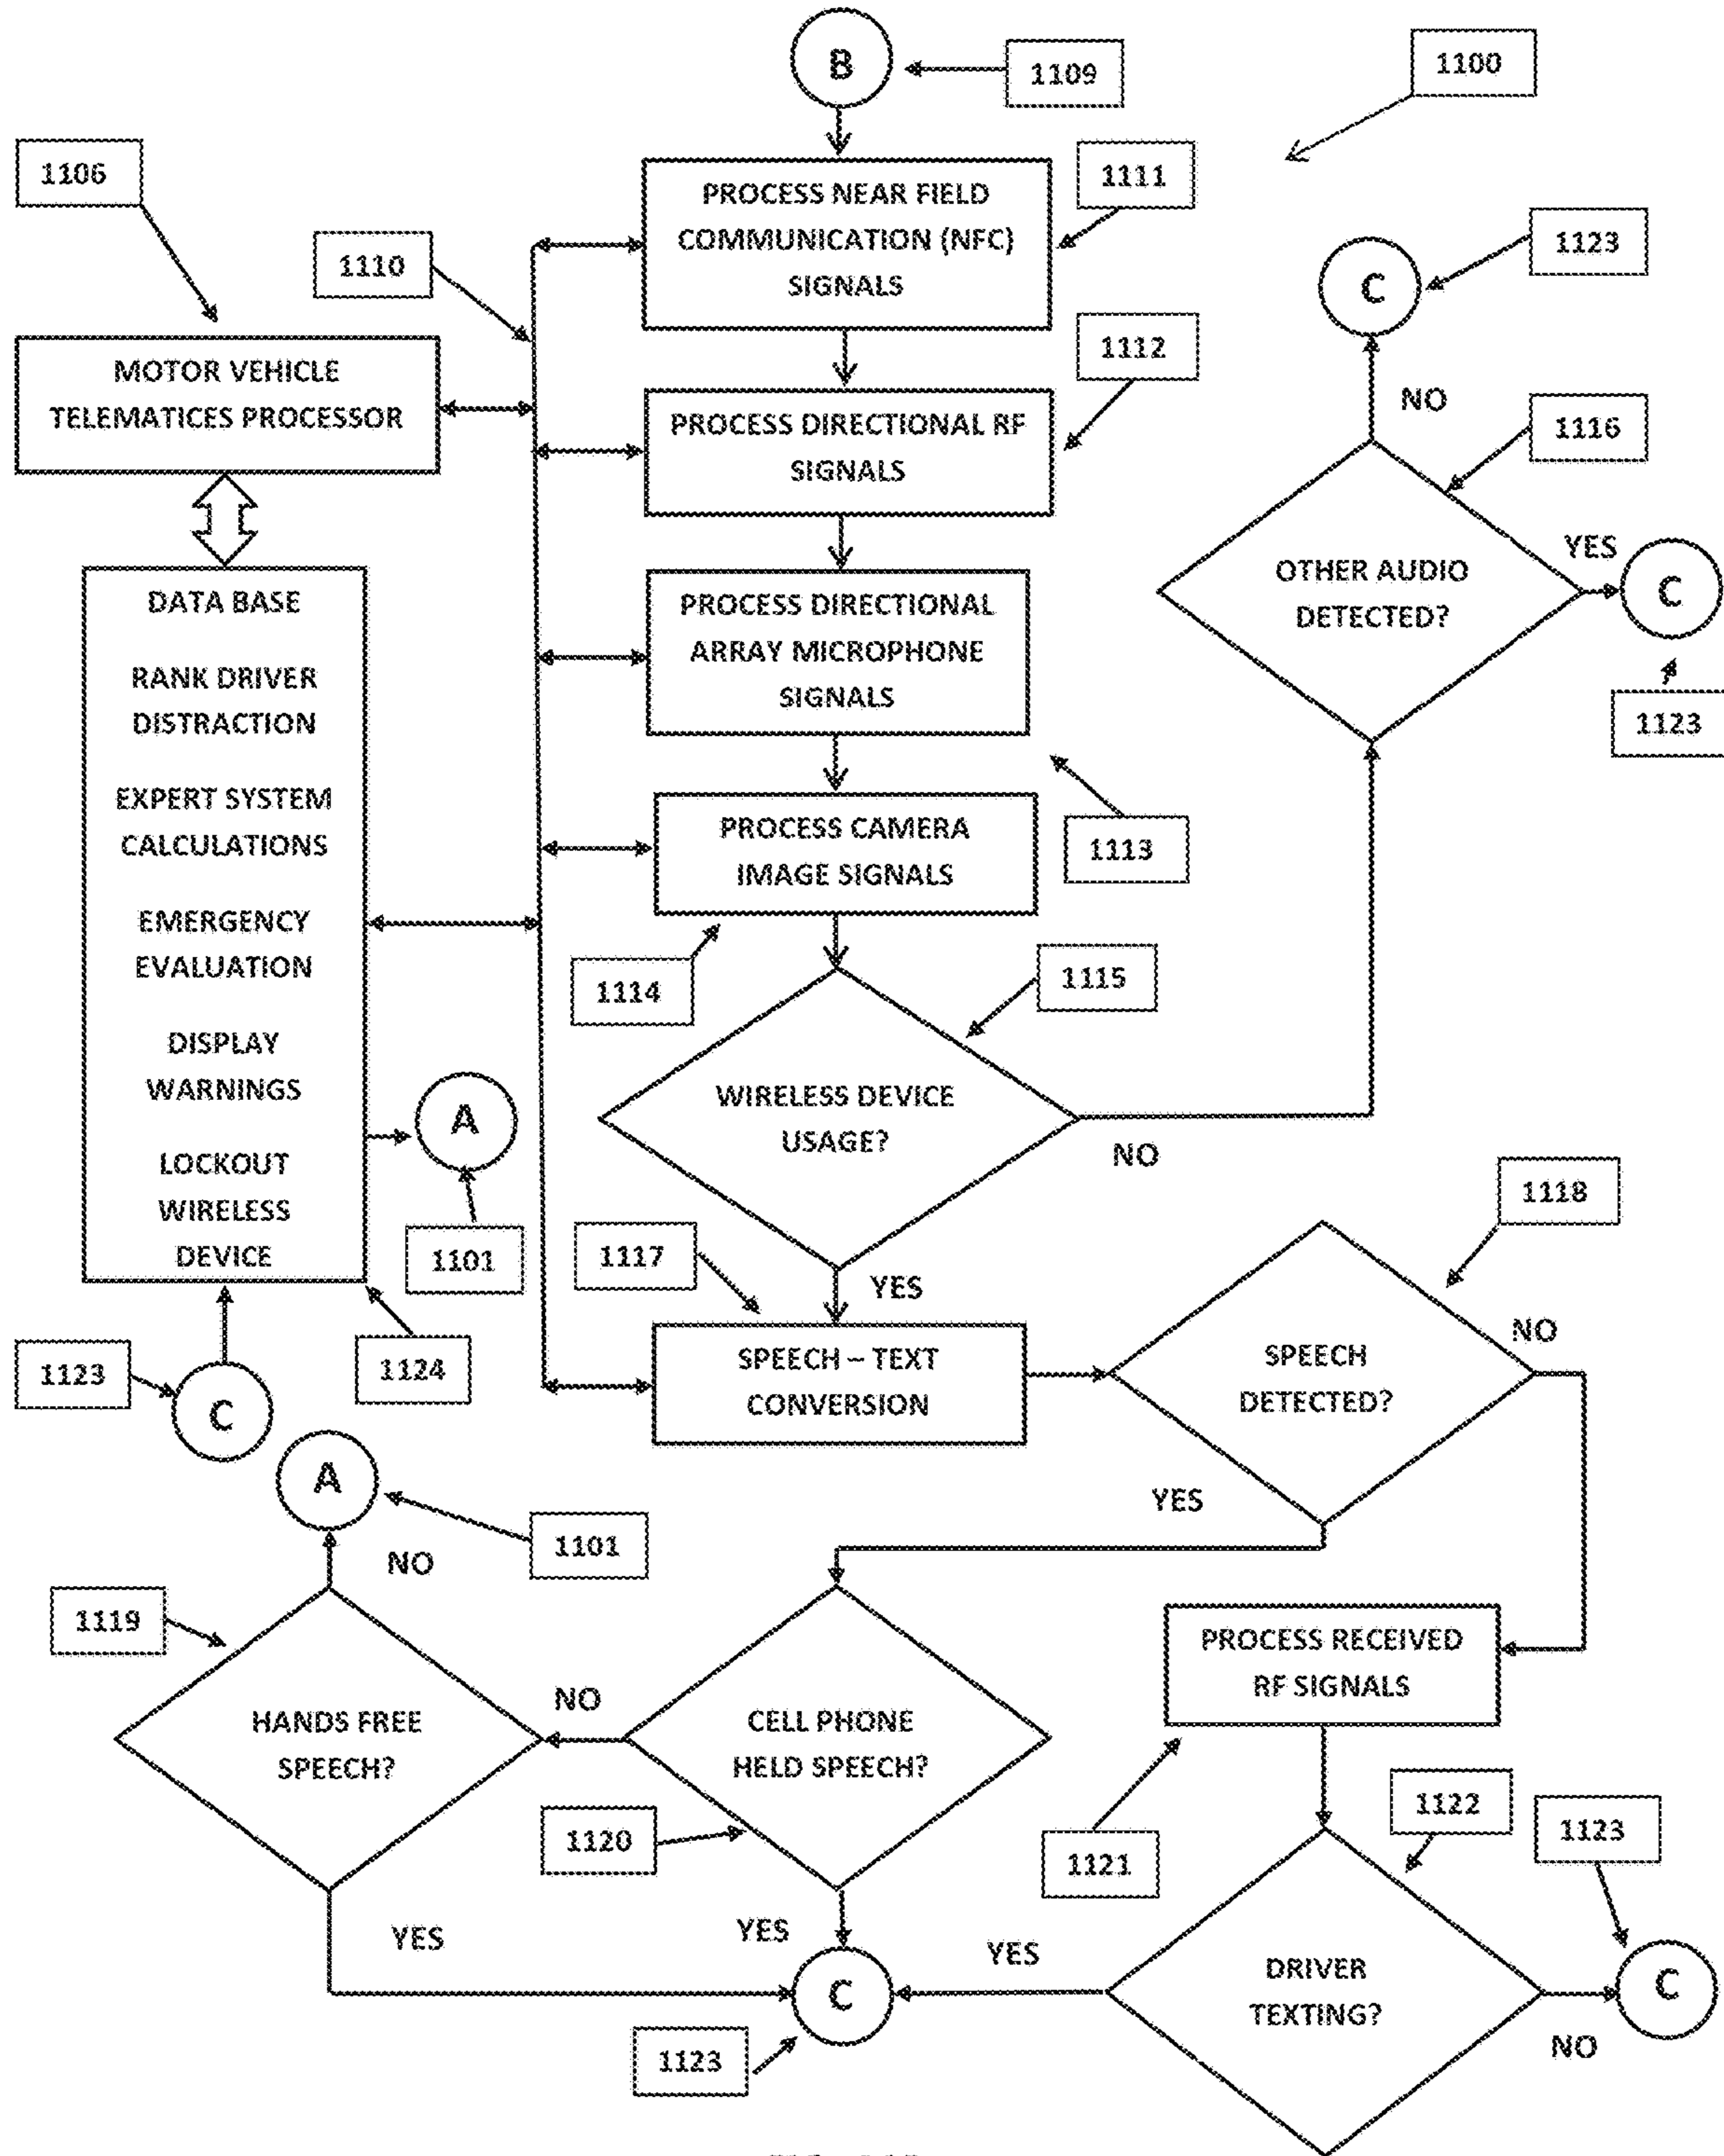 B
1109
1100
1106
1110
PROCESS NEAR FIELD
COMMUNICATION (NFC)
SIGNALS
1111
1123
C
NO
1116
MOTOR VEHICLE
TELEMATICES PROCESSOR
PROCESS DIRECTIONAL RF
SIGNALS
1112
OTHER AUDIO
DETECTED?
YES
C
1123
DATA BASE
RANK DRIVER
DISTRACTION
EXPERT SYSTEM
CALCULATIONS
EMERGENCY
EVALUATION
DISPLAY
WARNINGS
LOCKOUT
WIRELESS
DEVICE
PROCESS DIRECTIONAL
ARRAY MICROPHONE
SIGNALS
1113
PROCESS CAMERA
IMAGE SIGNALS
1114
1115
WIRELESS DEVICE
USAGE?
NO
YES
A
1101
1124
1123
C
1117
SPEECH – TEXT
CONVERSION
1118
SPEECH
DETECTED?
NO
YES
A
1101
NO
1119
HANDS FREE
SPEECH?
NO
CELL PHONE
HELD SPEECH?
1120
PROCESS RECEIVED
RF SIGNALS
1121
1122
1123
YES
YES
C
1123
YES
DRIVER
TEXTING?
NO
C